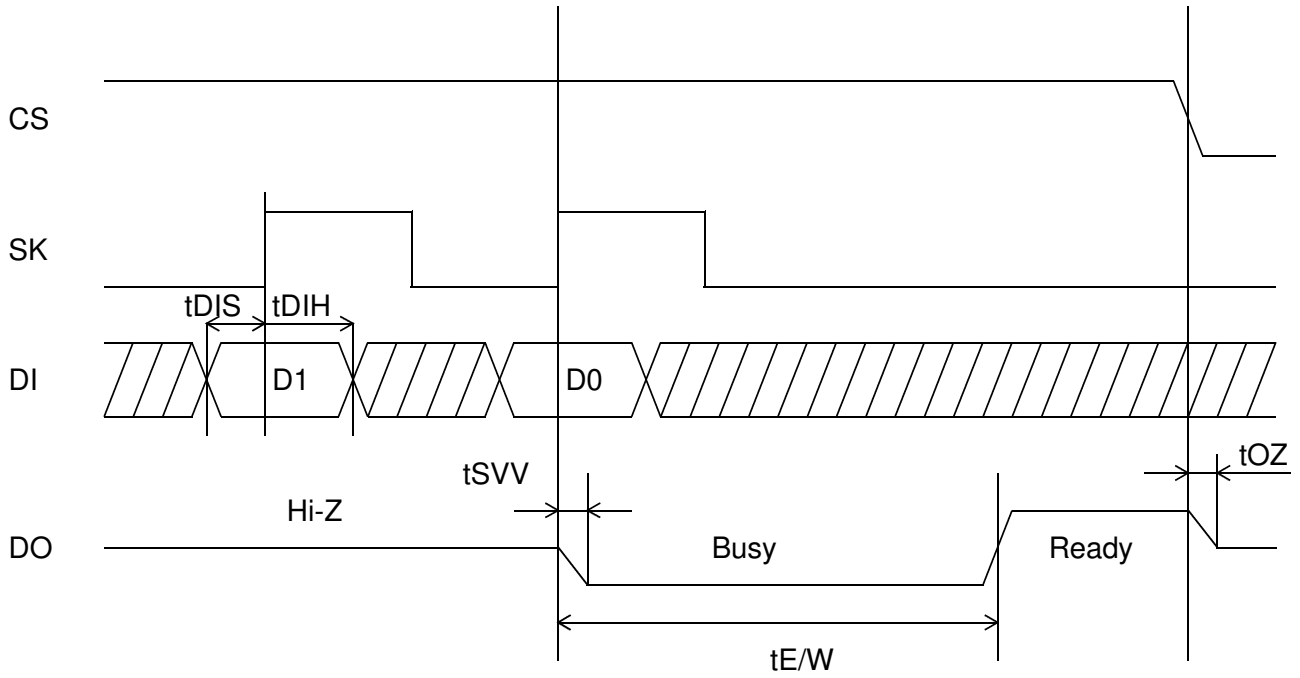 CS
SK
tDIS tDIH
DI D1 D0
tSVV tOZ
Hi-Z
DO Busy Ready
tE/W